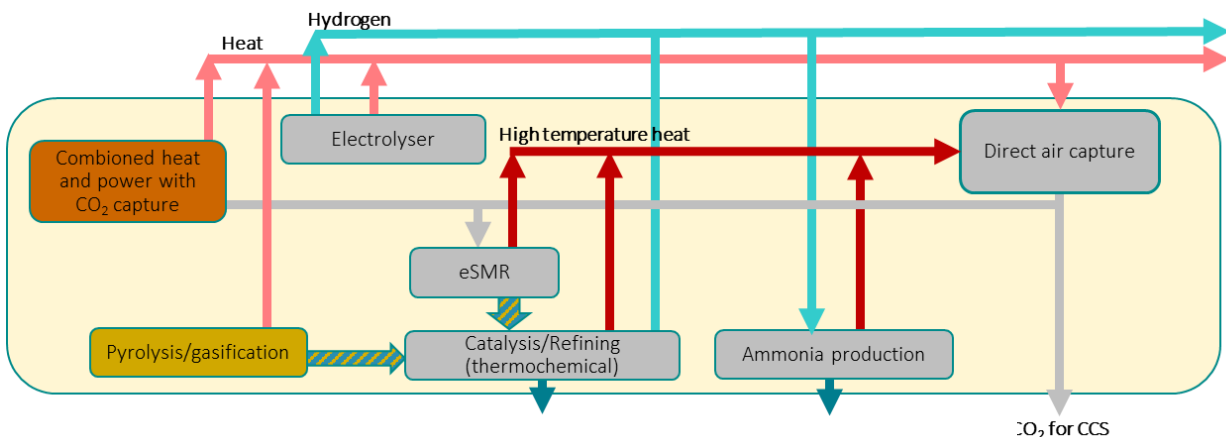 Hydrogen
Heat
Electrolyser
High temperature heat
Combioned heat
and power with
CO₂ capture
Direct air capture
eSMR
Pyrolysis/gasification
Catalysis/Refining
(thermochemical)
Ammonia production
CO₂ for CCS